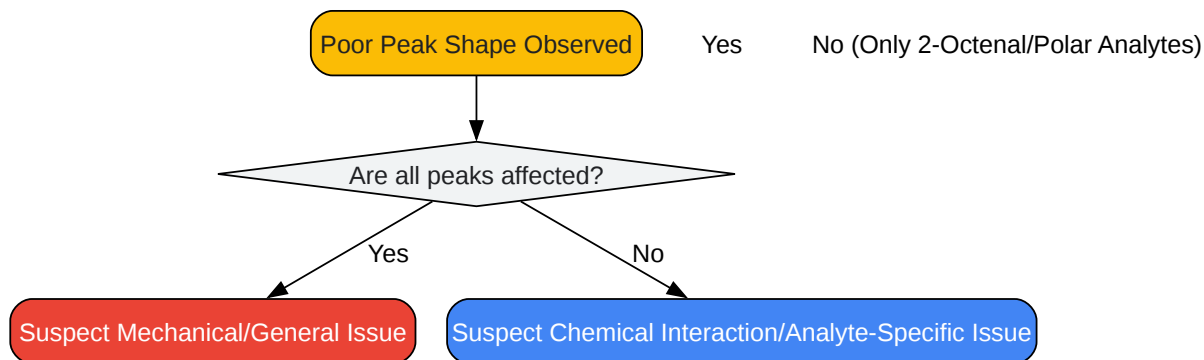 Poor Peak Shape Observed
Yes
No (Only 2-Octenal/Polar Analytes)
Are all peaks affected?
Yes
No
Suspect Mechanical/General Issue
Suspect Chemical Interaction/Analyte-Specific Issue